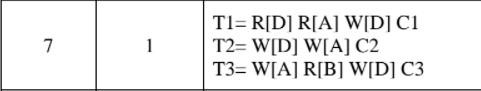 7 1 T1= R[D] R[A] W[D] C1
T2= W[D] W[A] C2
T3= W[A] R[B] W[D] C3